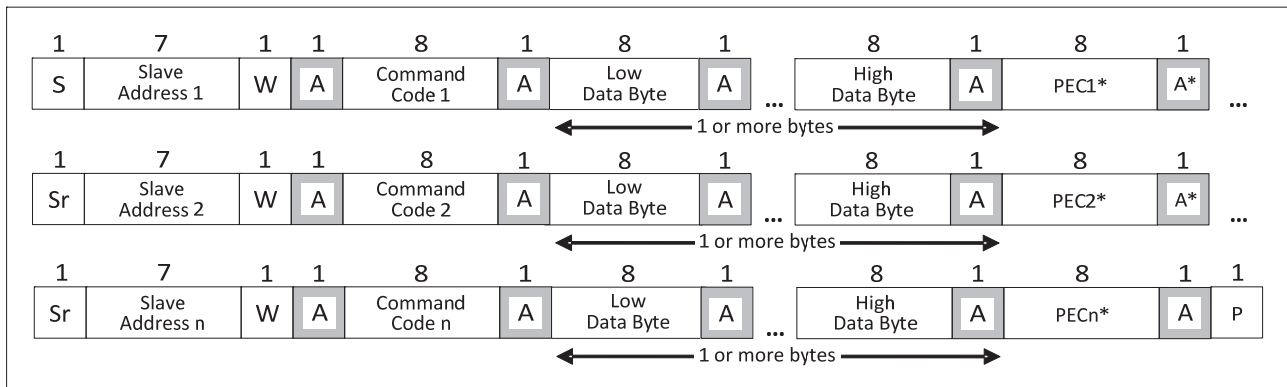 1 7 1 1 8 1 8 1 8 1 8 1
S Slave Address 1 W A Command Code 1 A Low Data Byte A ... High Data Byte A PEC1* A* ...
1 or more bytes
1 7 1 1 8 1 8 1 8 1 8 1
Sr Slave Address 2 W A Command Code 2 A Low Data Byte A ... High Data Byte A PEC2* A* ...
1 or more bytes
1 7 1 1 8 1 8 1 8 1 8 1 1
Sr Slave Address n W A Command Code n A Low Data Byte A ... High Data Byte A PECn* A P
1 or more bytes